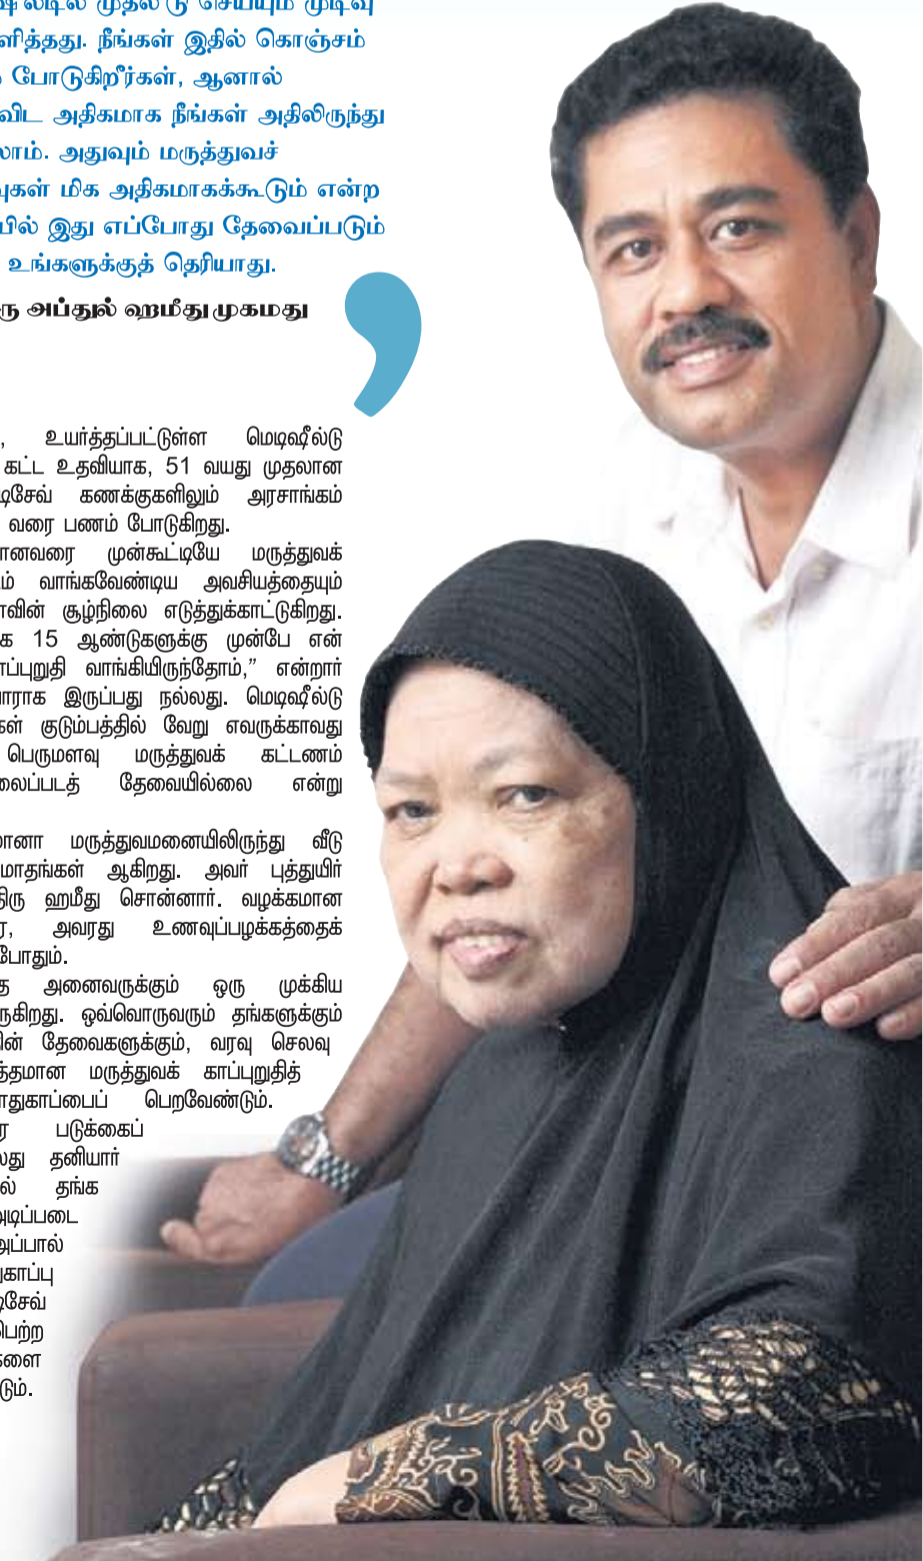 முதலீடு செய்யும் முடிவு
ளித்தது. நீங்கள் இதில் கொஞ்சம்
போடுகிறீர்கள், ஆனால்
விட அதிகமாக நீங்கள் அதிலிருந்து
லாம். அதுவும் மருத்துவச்
வுகள் மிக அதிகமாகக்கூடும் என்ற
யில் இது எப்போது தேவைப்படும்
உங்களுக்குத் தெரியாது.
ரு அப்துல் ஹமீது முகமது
, உயர்த்தப்பட்டுள்ள மெடிஷீல்டு
கட்ட உதவியாக, 51 வயது முதலான
டிசேவ் கணக்குகளிலும் அரசாங்கம்
வரை பணம் போடுகிறது.
மானவரை முன்கூட்டியே மருத்துவக்
ம் வாங்கவேண்டிய அவசியத்தையும்
ாவின் சூழ்நிலை எடுத்துக்காட்டுகிறது.
க 15 ஆண்டுகளுக்கு முன்பே என்
ாப்புறுதி வாங்கியிருந்தோம்,” என்றார்
யாராக இருப்பது நல்லது. மெடிஷீல்டு
கள் குடும்பத்தில் வேறு எவருக்காவது
பெருமளவு மருத்துவக் கட்டணம்
லைப்படத் தேவையில்லை என்று
மானா மருத்துவமனையிலிருந்து வீடு
மாதங்கள் ஆகிறது. அவர் புத்துயிர்
திரு ஹமீது சொன்னார். வழக்கமான
ர, அவரது உணவுப்பழக்கத்தைக்
போதும்.
த அனைவருக்கும் ஒரு முக்கிய
ருகிறது. ஒவ்வொருவரும் தங்களுக்கும்
தின் தேவைகளுக்கும், வரவு செலவு
த்தமான மருத்துவக் காப்புறுதித்
ாதுகாப்பைப் பெறவேண்டும்.
ர படுக்கைப்
லது தனியார்
ல் தங்க
அடிப்படை
அப்பால்
துகாப்பு
டிசேவ்
பெற்ற
களை
டும்.